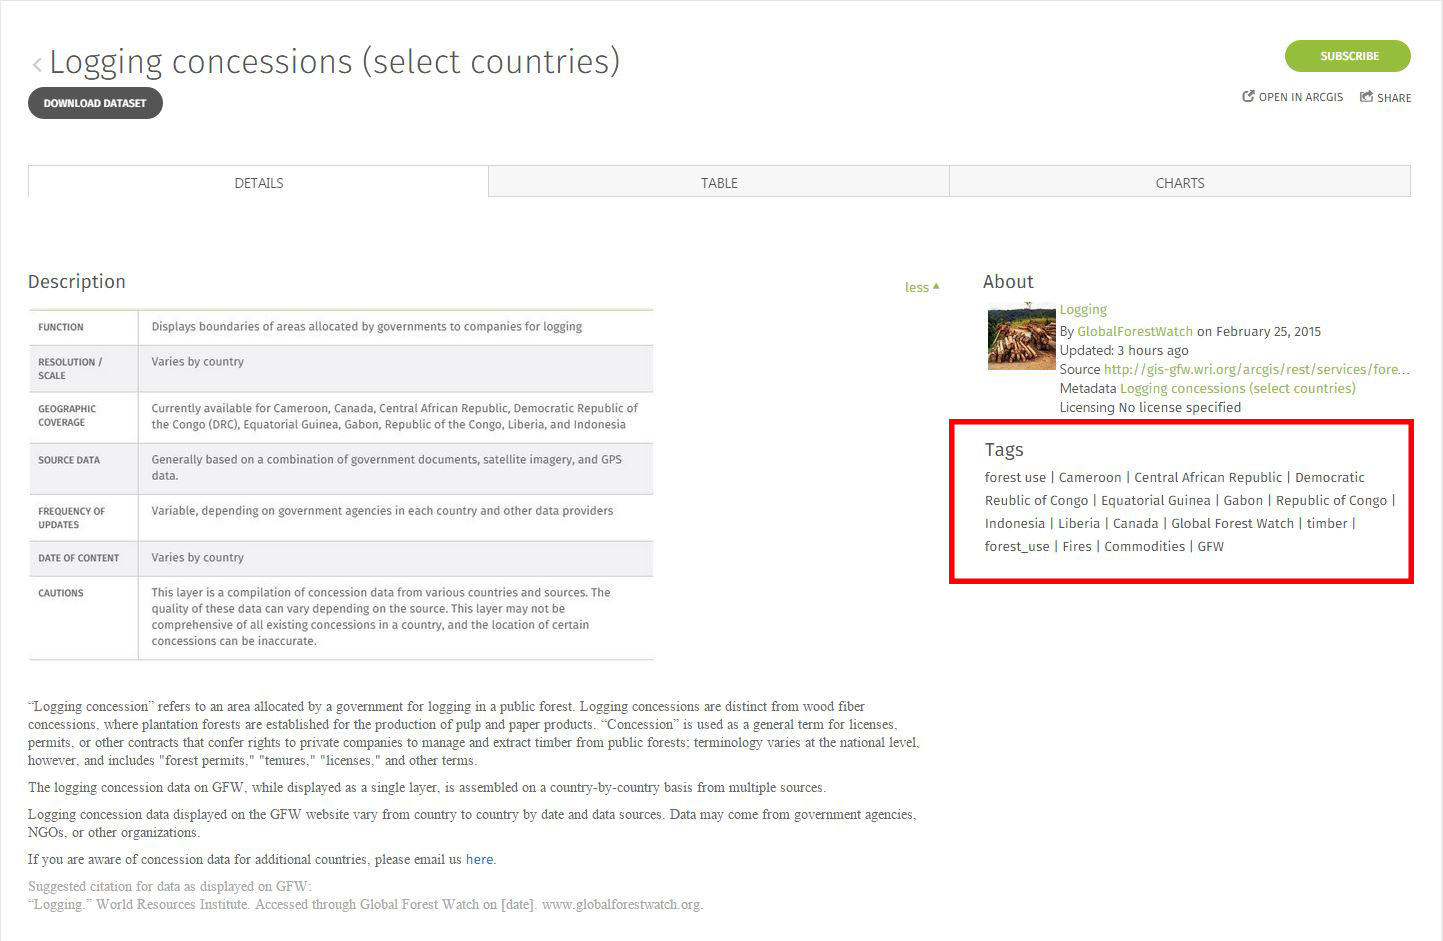 Logging concessions (select countries)
SUBSCRIBE
DOWNLOAD DATASET
OPEN IN ARCGIS
SHARE
DETAILS
TABLE
CHARTS
Description
less
FUNCTION
Displays boundaries of areas allocated by governments to companies for logging
RESOLUTION /
SCALE
Varies by country
GEOGRAPHIC
COVERAGE
Currently available for Cameroon, Canada, Central African Republic, Democratic Republic of
the Congo (DRC), Equatorial Guinea, Gabon, Republic of the Congo, Liberia, and Indonesia
SOURCE DATA
Generally based on a combination of government documents, satellite imagery, and GPS
data.
FREQUENCY OF
UPDATES
Variable, depending on government agencies in each country and other data providers
DATE OF CONTENT
Varies by country
CAUTIONS
This layer is a compilation of concession data from various countries and sources. The
quality of these data can vary depending on the source. This layer may not be
comprehensive of all existing concessions in a country, and the location of certain
concessions can be inaccurate.
“Logging concession” refers to an area allocated by a government for logging in a public forest. Logging concessions are distinct from wood fiber
concessions, where plantation forests are established for the production of pulp and paper products. “Concession” is used as a general term for licenses,
permits, or other contracts that confer rights to private companies to manage and extract timber from public forests; terminology varies at the national level,
however, and includes "forest permits," "tenures," "licenses," and other terms.
The logging concession data on GFW, while displayed as a single layer, is assembled on a country-by-country basis from multiple sources.
Logging concession data displayed on the GFW website vary from country to country by date and data sources. Data may come from government agencies,
NGOs, or other organizations.
If you are aware of concession data for additional countries, please email us here.
Suggested citation for data as displayed on GFW:
“Logging.” World Resources Institute. Accessed through Global Forest Watch on [date]. www.globalforestwatch.org.
About
Logging
By GlobalForestWatch on February 25, 2015
Updated: 3 hours ago
Source http://gis-gfw.wri.org/arcgis/rest/services/fore...
Metadata Logging concessions (select countries)
Licensing No license specified
Tags
forest use | Cameroon | Central African Republic | Democratic
Reublic of Congo | Equatorial Guinea | Gabon | Republic of Congo |
Indonesia | Liberia | Canada | Global Forest Watch | timber |
forest_use | Fires | Commodities | GFW